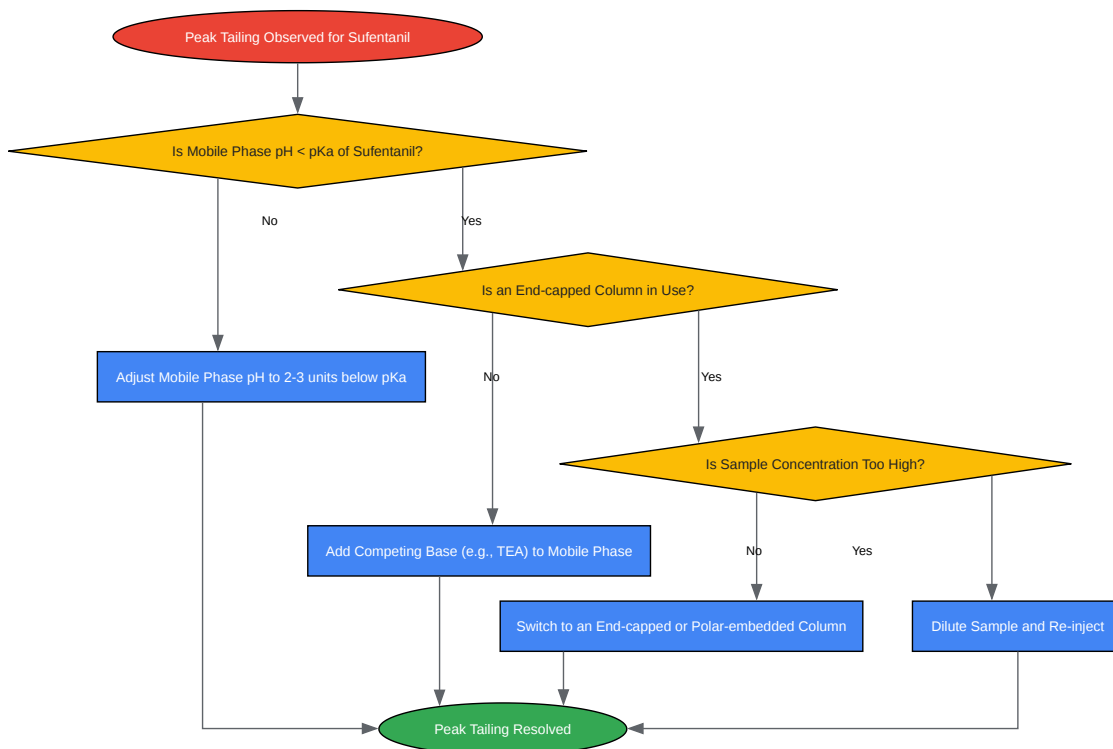 Peak Tailing Observed for Sufentanil
Is Mobile Phase pH < pKa of Sufentanil?
No
Yes
Is an End-capped Column in Use?
Adjust Mobile Phase pH to 2-3 units below pKa
No
Yes
Is Sample Concentration Too High?
Add Competing Base (e.g., TEA) to Mobile Phase
No
Yes
Switch to an End-capped or Polar-embedded Column
Dilute Sample and Re-inject
Peak Tailing Resolved